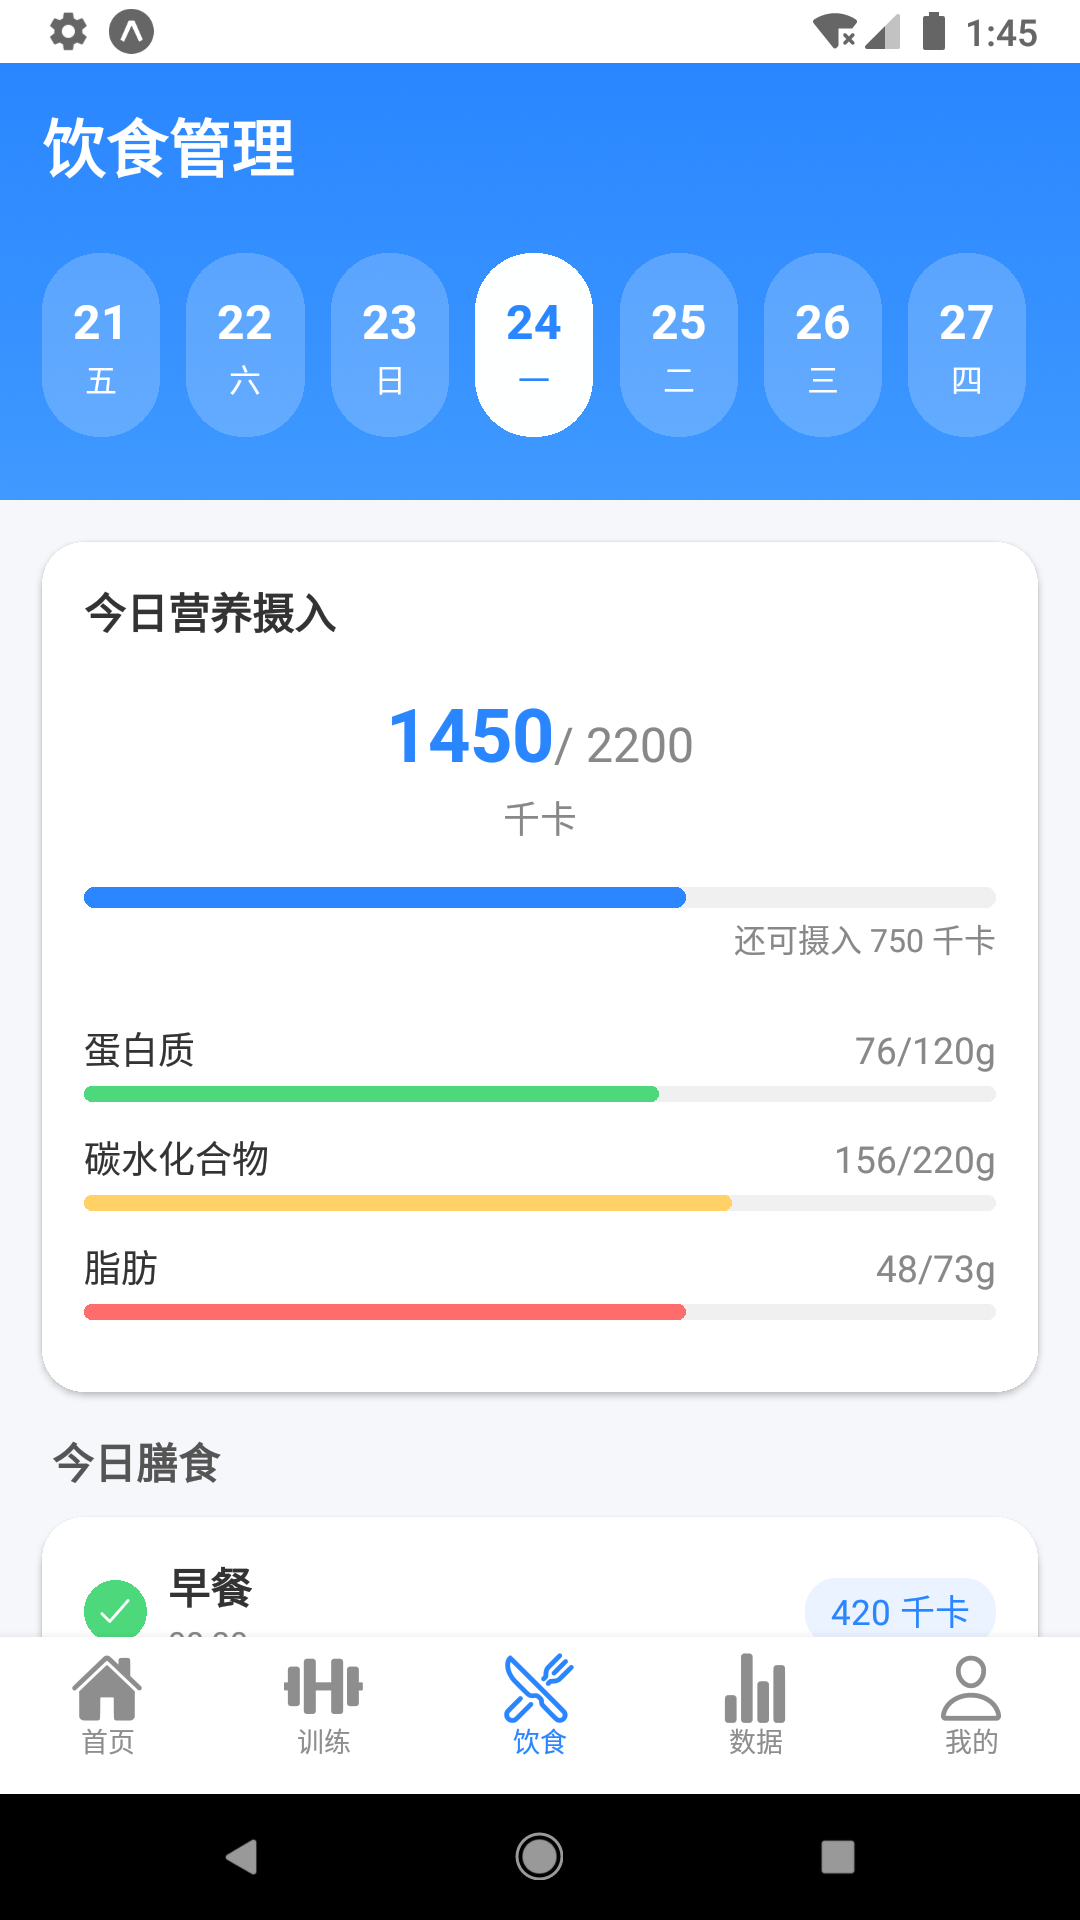 1:45
饮食管理
21 22 23 24 25 26 27
五 六 日 一 二 三 四
今日营养摄入
1450/ 2200
千卡
还可摄入 750 千卡
蛋白质 76/120g
碳水化合物 156/220g
脂肪 48/73g
今日膳食
早餐
420 千卡
首页 训练 饮食 数据 我的